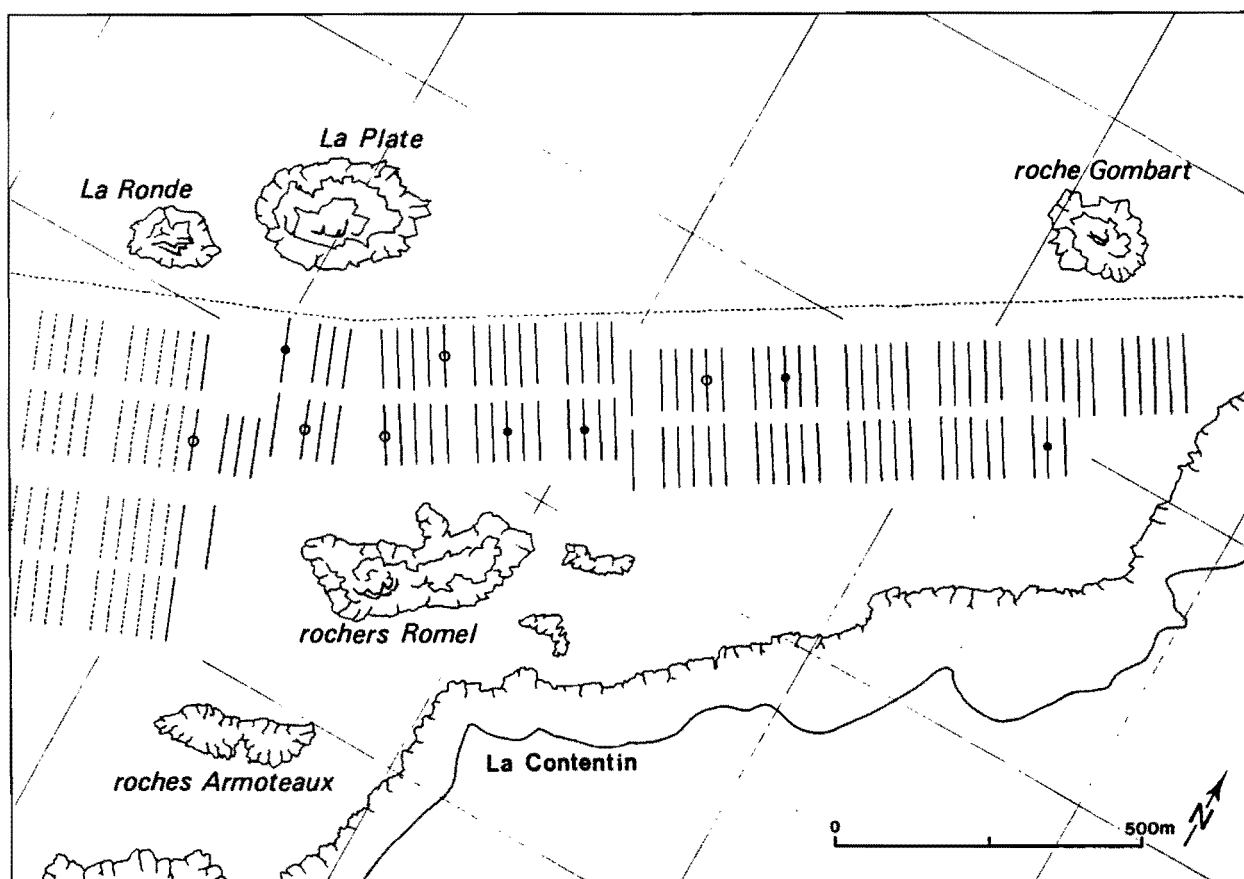 La Plate
La Ronde
roche Gombart
rochers Romel
roches Armoteaux
La Contentin
0 500m
N